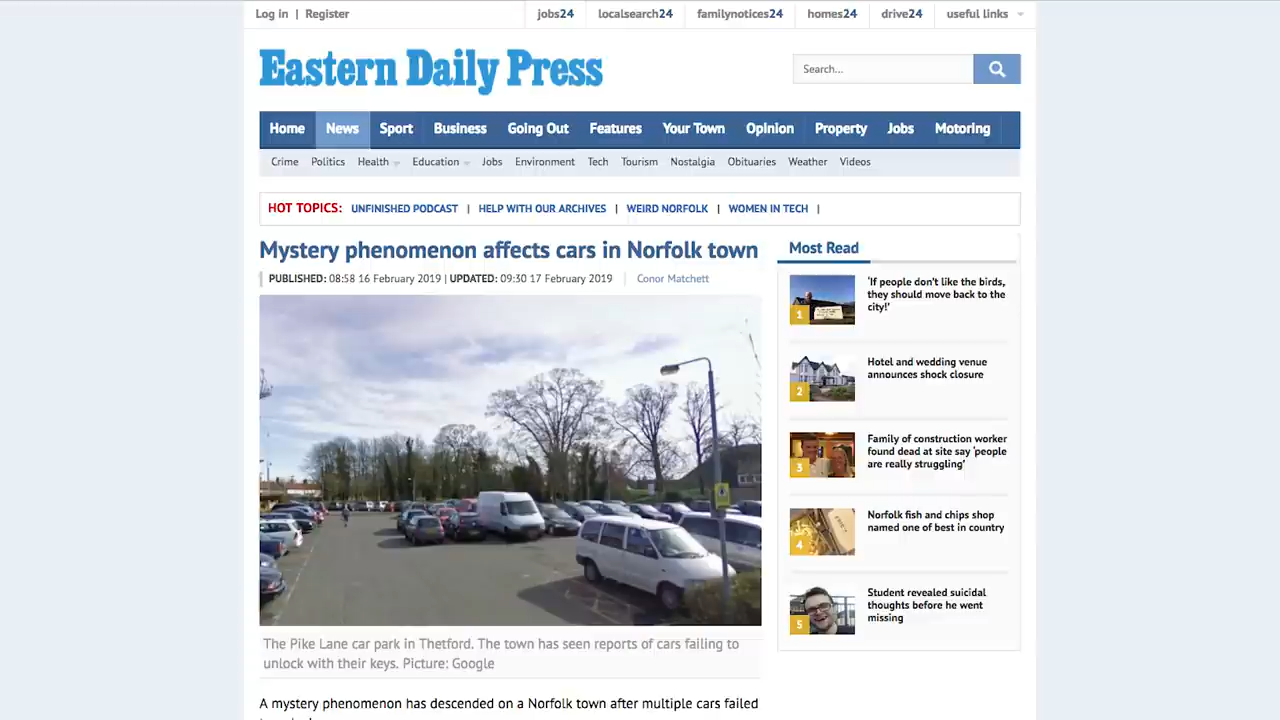 Log in | Register
jobs24
localsearch24
familynotices24
homes24
drive24
useful links
Eastern Daily Press
Search...
Home
News
Sport
Business
Going Out
Features
Your Town
Opinion
Property
Jobs
Motoring
Crime
Politics
Health
Education
Jobs
Environment
Tech
Tourism
Nostalgia
Obituaries
Weather
Videos
HOT TOPICS: UNFINISHED PODCAST | HELP WITH OUR ARCHIVES | WEIRD NORFOLK | WOMEN IN TECH |
Mystery phenomenon affects cars in Norfolk town
PUBLISHED: 08:58 16 February 2019 | UPDATED: 09:30 17 February 2019
Conor Matchett
The Pike Lane car park in Thetford. The town has seen reports of cars failing to
unlock with their keys. Picture: Google
A mystery phenomenon has descended on a Norfolk town after multiple cars failed
Most Read
1
‘If people don’t like the birds,
they should move back to the
city!’
2
Hotel and wedding venue
announces shock closure
3
Family of construction worker
found dead at site say ‘people
are really struggling’
4
Norfolk fish and chips shop
named one of best in country
5
Student revealed suicidal
thoughts before he went
missing